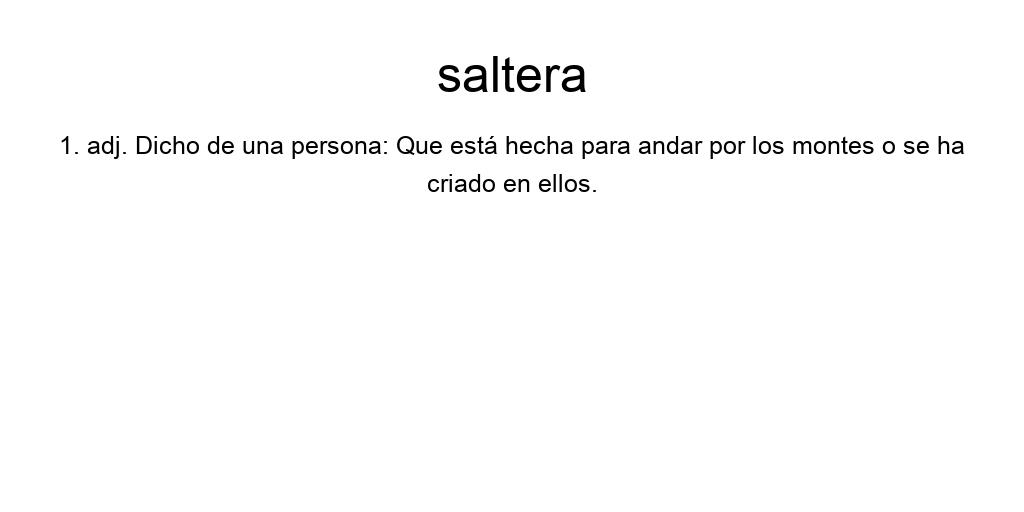 saltera
1. adj. Dicho de una persona: Que está hecha para andar por los montes o se ha
criado en ellos.